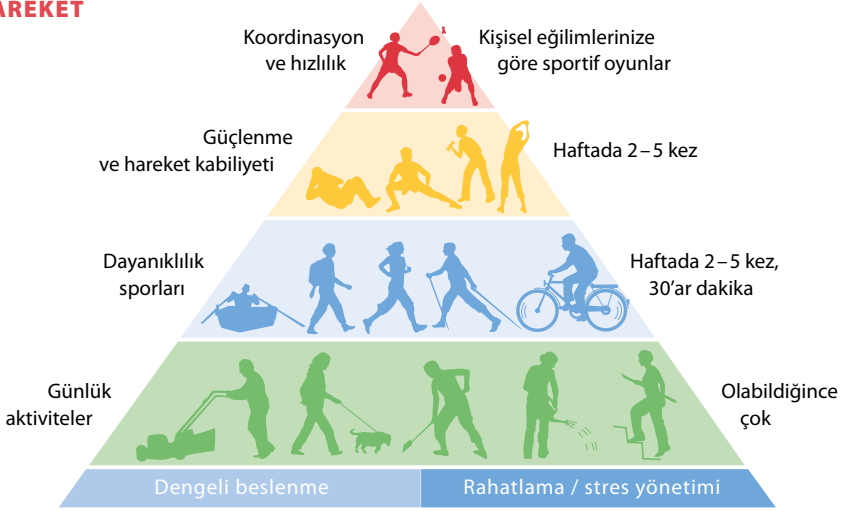 AREKET
Koordinasyon
ve hızlılık
Kişisel eğilimlerinize
göre sportif oyunlar
Güçlenme
ve hareket kabiliyeti
Haftada 2–5 kez
Dayanıklılık
sporları
Haftada 2–5 kez,
30’ar dakika
Günlük
aktiviteler
Olabildiğince
çok
Dengeli beslenme
Rahatlama / stres yönetimi